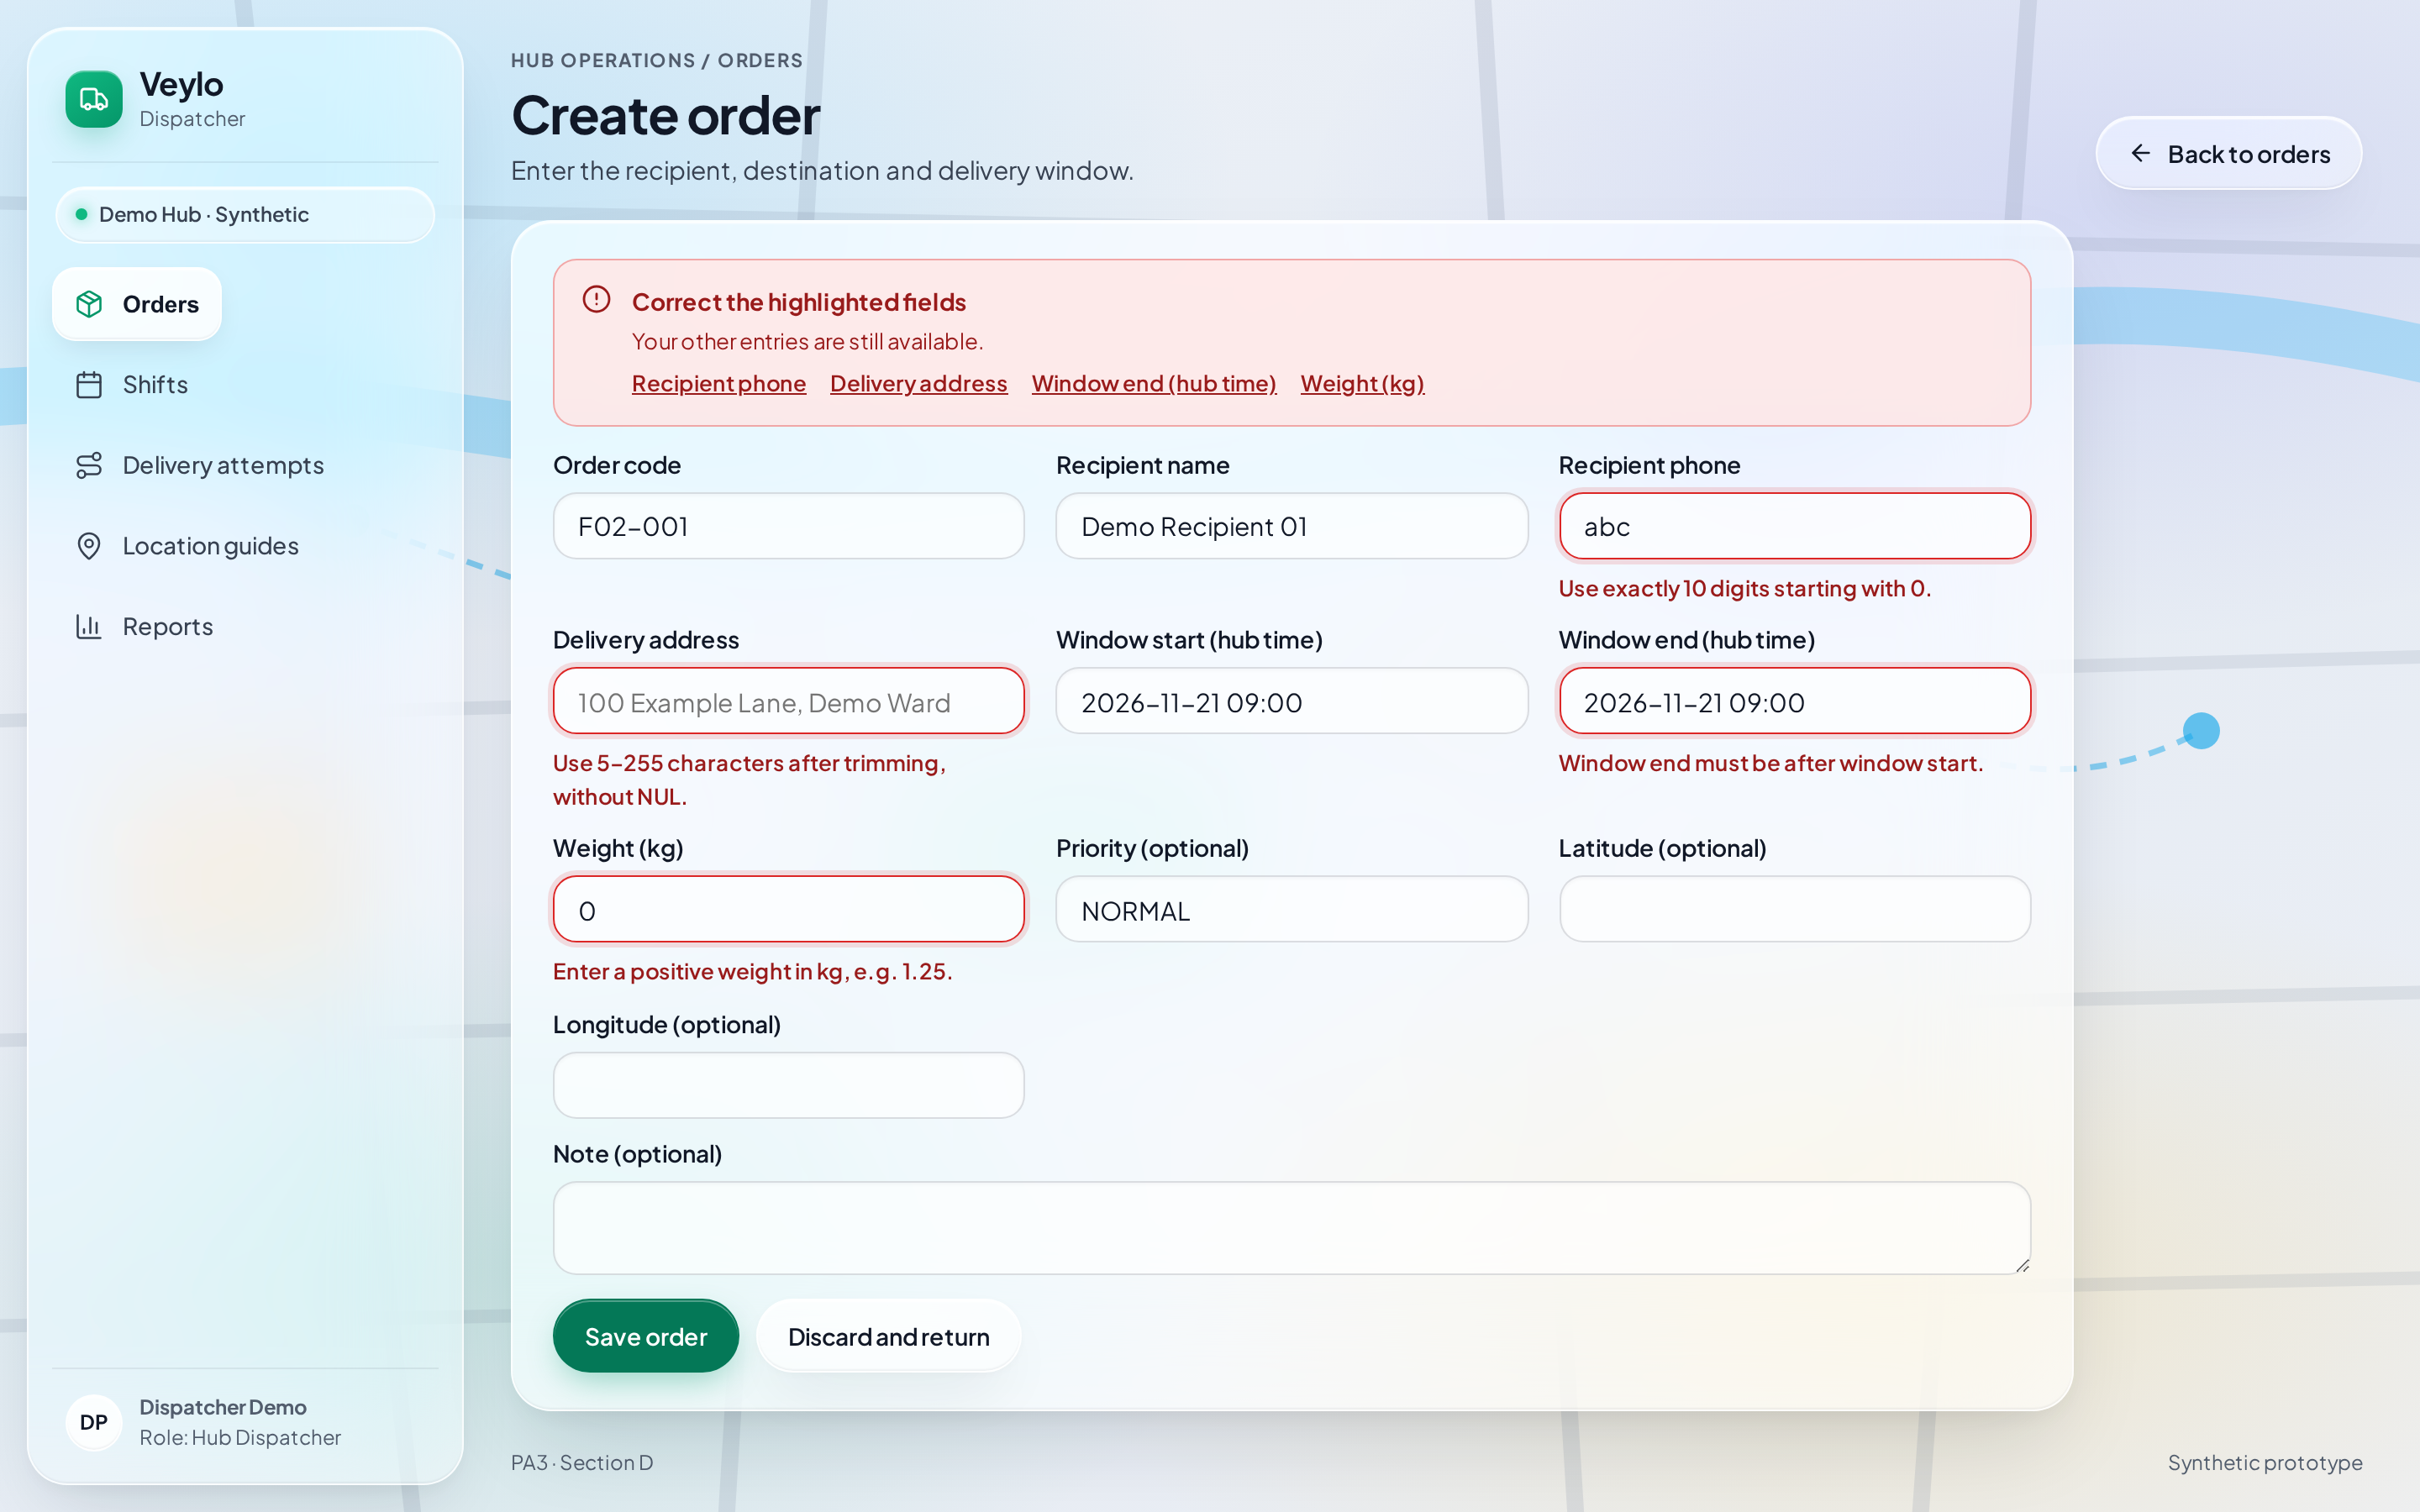 Veylo
Dispatcher
Demo Hub · Synthetic
Orders
Shifts
Delivery attempts
Location guides
Reports
DP
Dispatcher Demo
Role: Hub Dispatcher
HUB OPERATIONS / ORDERS
Create order
Enter the recipient, destination and delivery window.
Back to orders
Correct the highlighted fields
Your other entries are still available.
Recipient phone Delivery address Window end (hub time) Weight (kg)
Order code Recipient name Recipient phone
F02-001 Demo Recipient 01 abc
Use exactly 10 digits starting with 0.
Delivery address Window start (hub time) Window end (hub time)
100 Example Lane, Demo Ward 2026-11-21 09:00 2026-11-21 09:00
Use 5–255 characters after trimming,
without NUL.
Window end must be after window start.
Weight (kg) Priority (optional) Latitude (optional)
0 NORMAL
Enter a positive weight in kg, e.g. 1.25.
Longitude (optional)
Note (optional)
Save order Discard and return
PA3 · Section D
Synthetic prototype